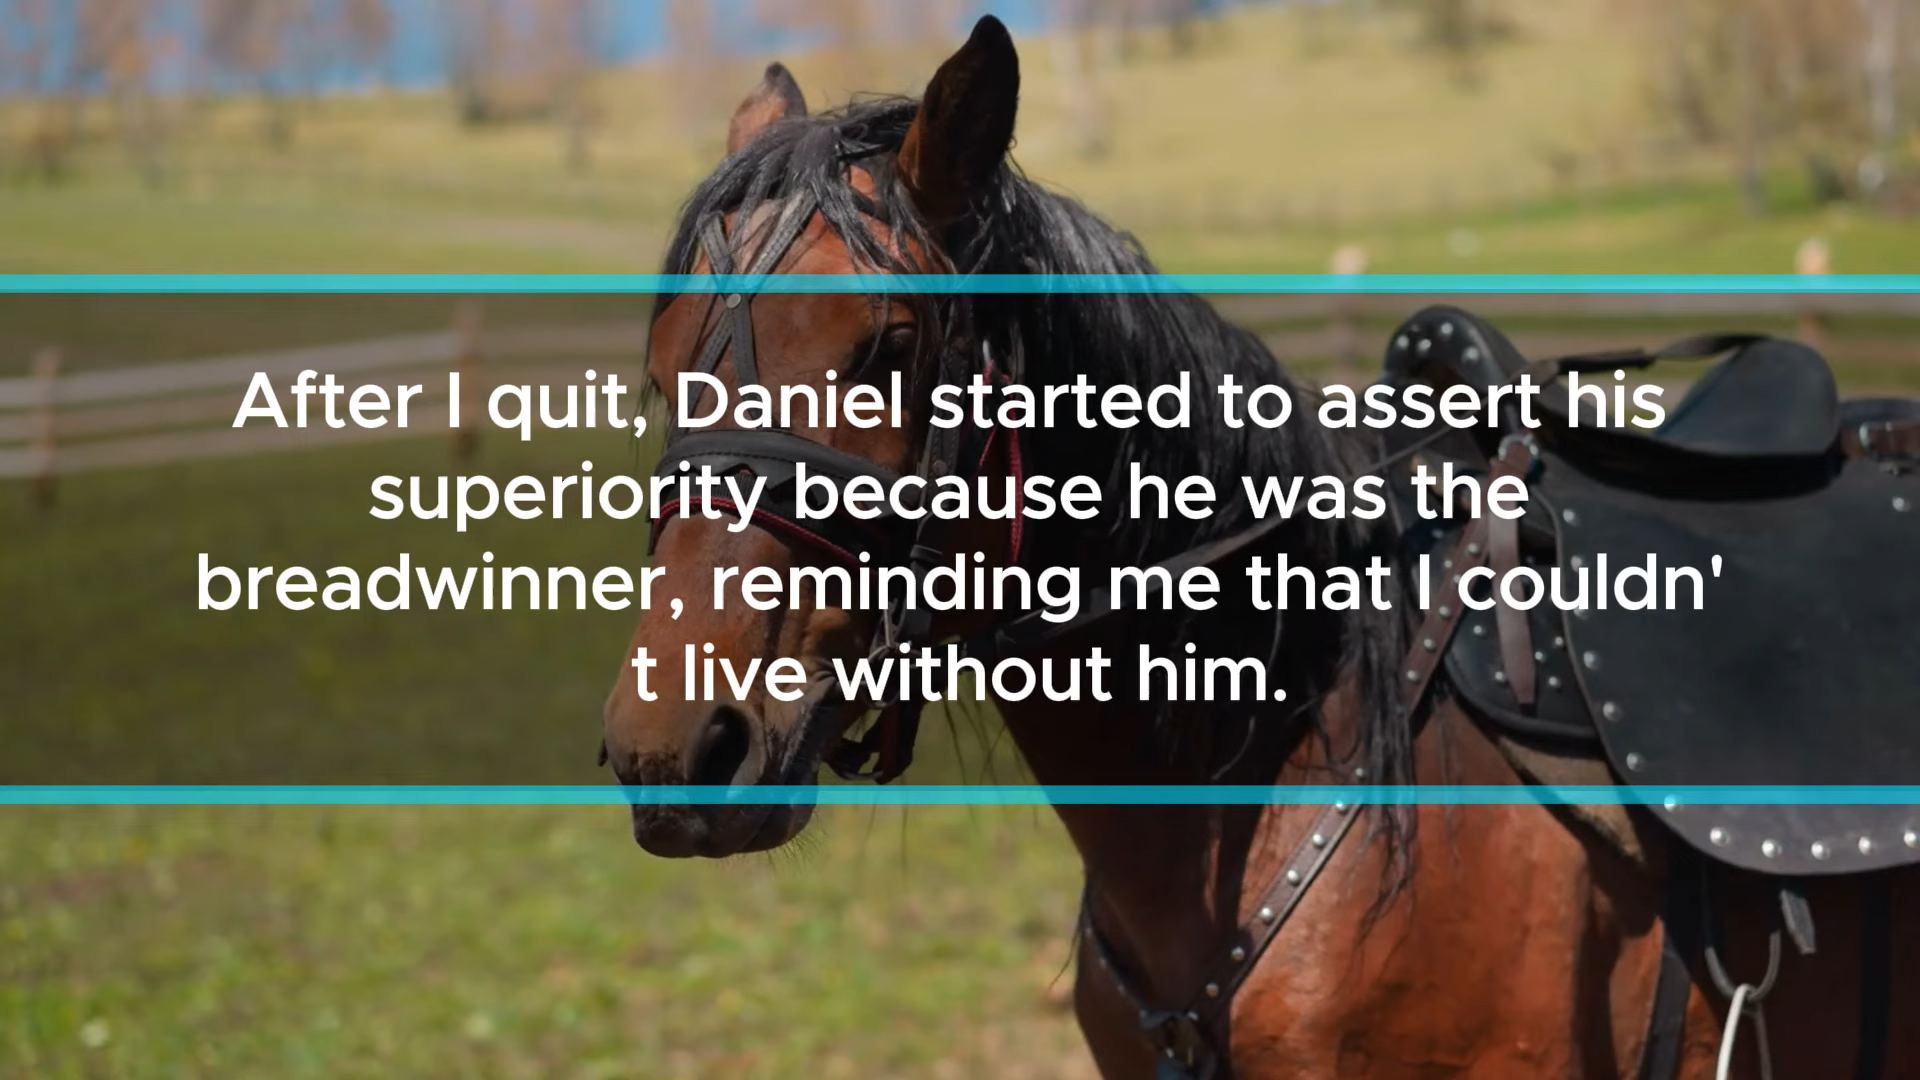 After I quit, Daniel started to assert his
superiority because he was the
breadwinner, reminding me that I couldn'
t live without him.